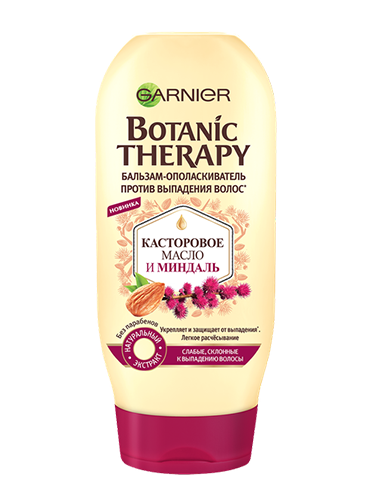 GARNIER
BOTANIC
THERAPY
БАЛЬЗАМ-ОПОЛАСКИВАТЕЛЬ
ПРОТИВ ВЫПАДЕНИЯ ВОЛОС*
НОВИНКА
КАСТОРОВОЕ
МАСЛО
И МИНДАЛЬ
Без парабенов
НАТУРАЛЬНЫЙ
ЭКСТРАКТ
Укрепляет и защищает от выпадения*.
Легкое расчёсывание
СЛАБЫЕ, СКЛОННЫЕ
К ВЫПАДЕНИЮ ВОЛОСЫ